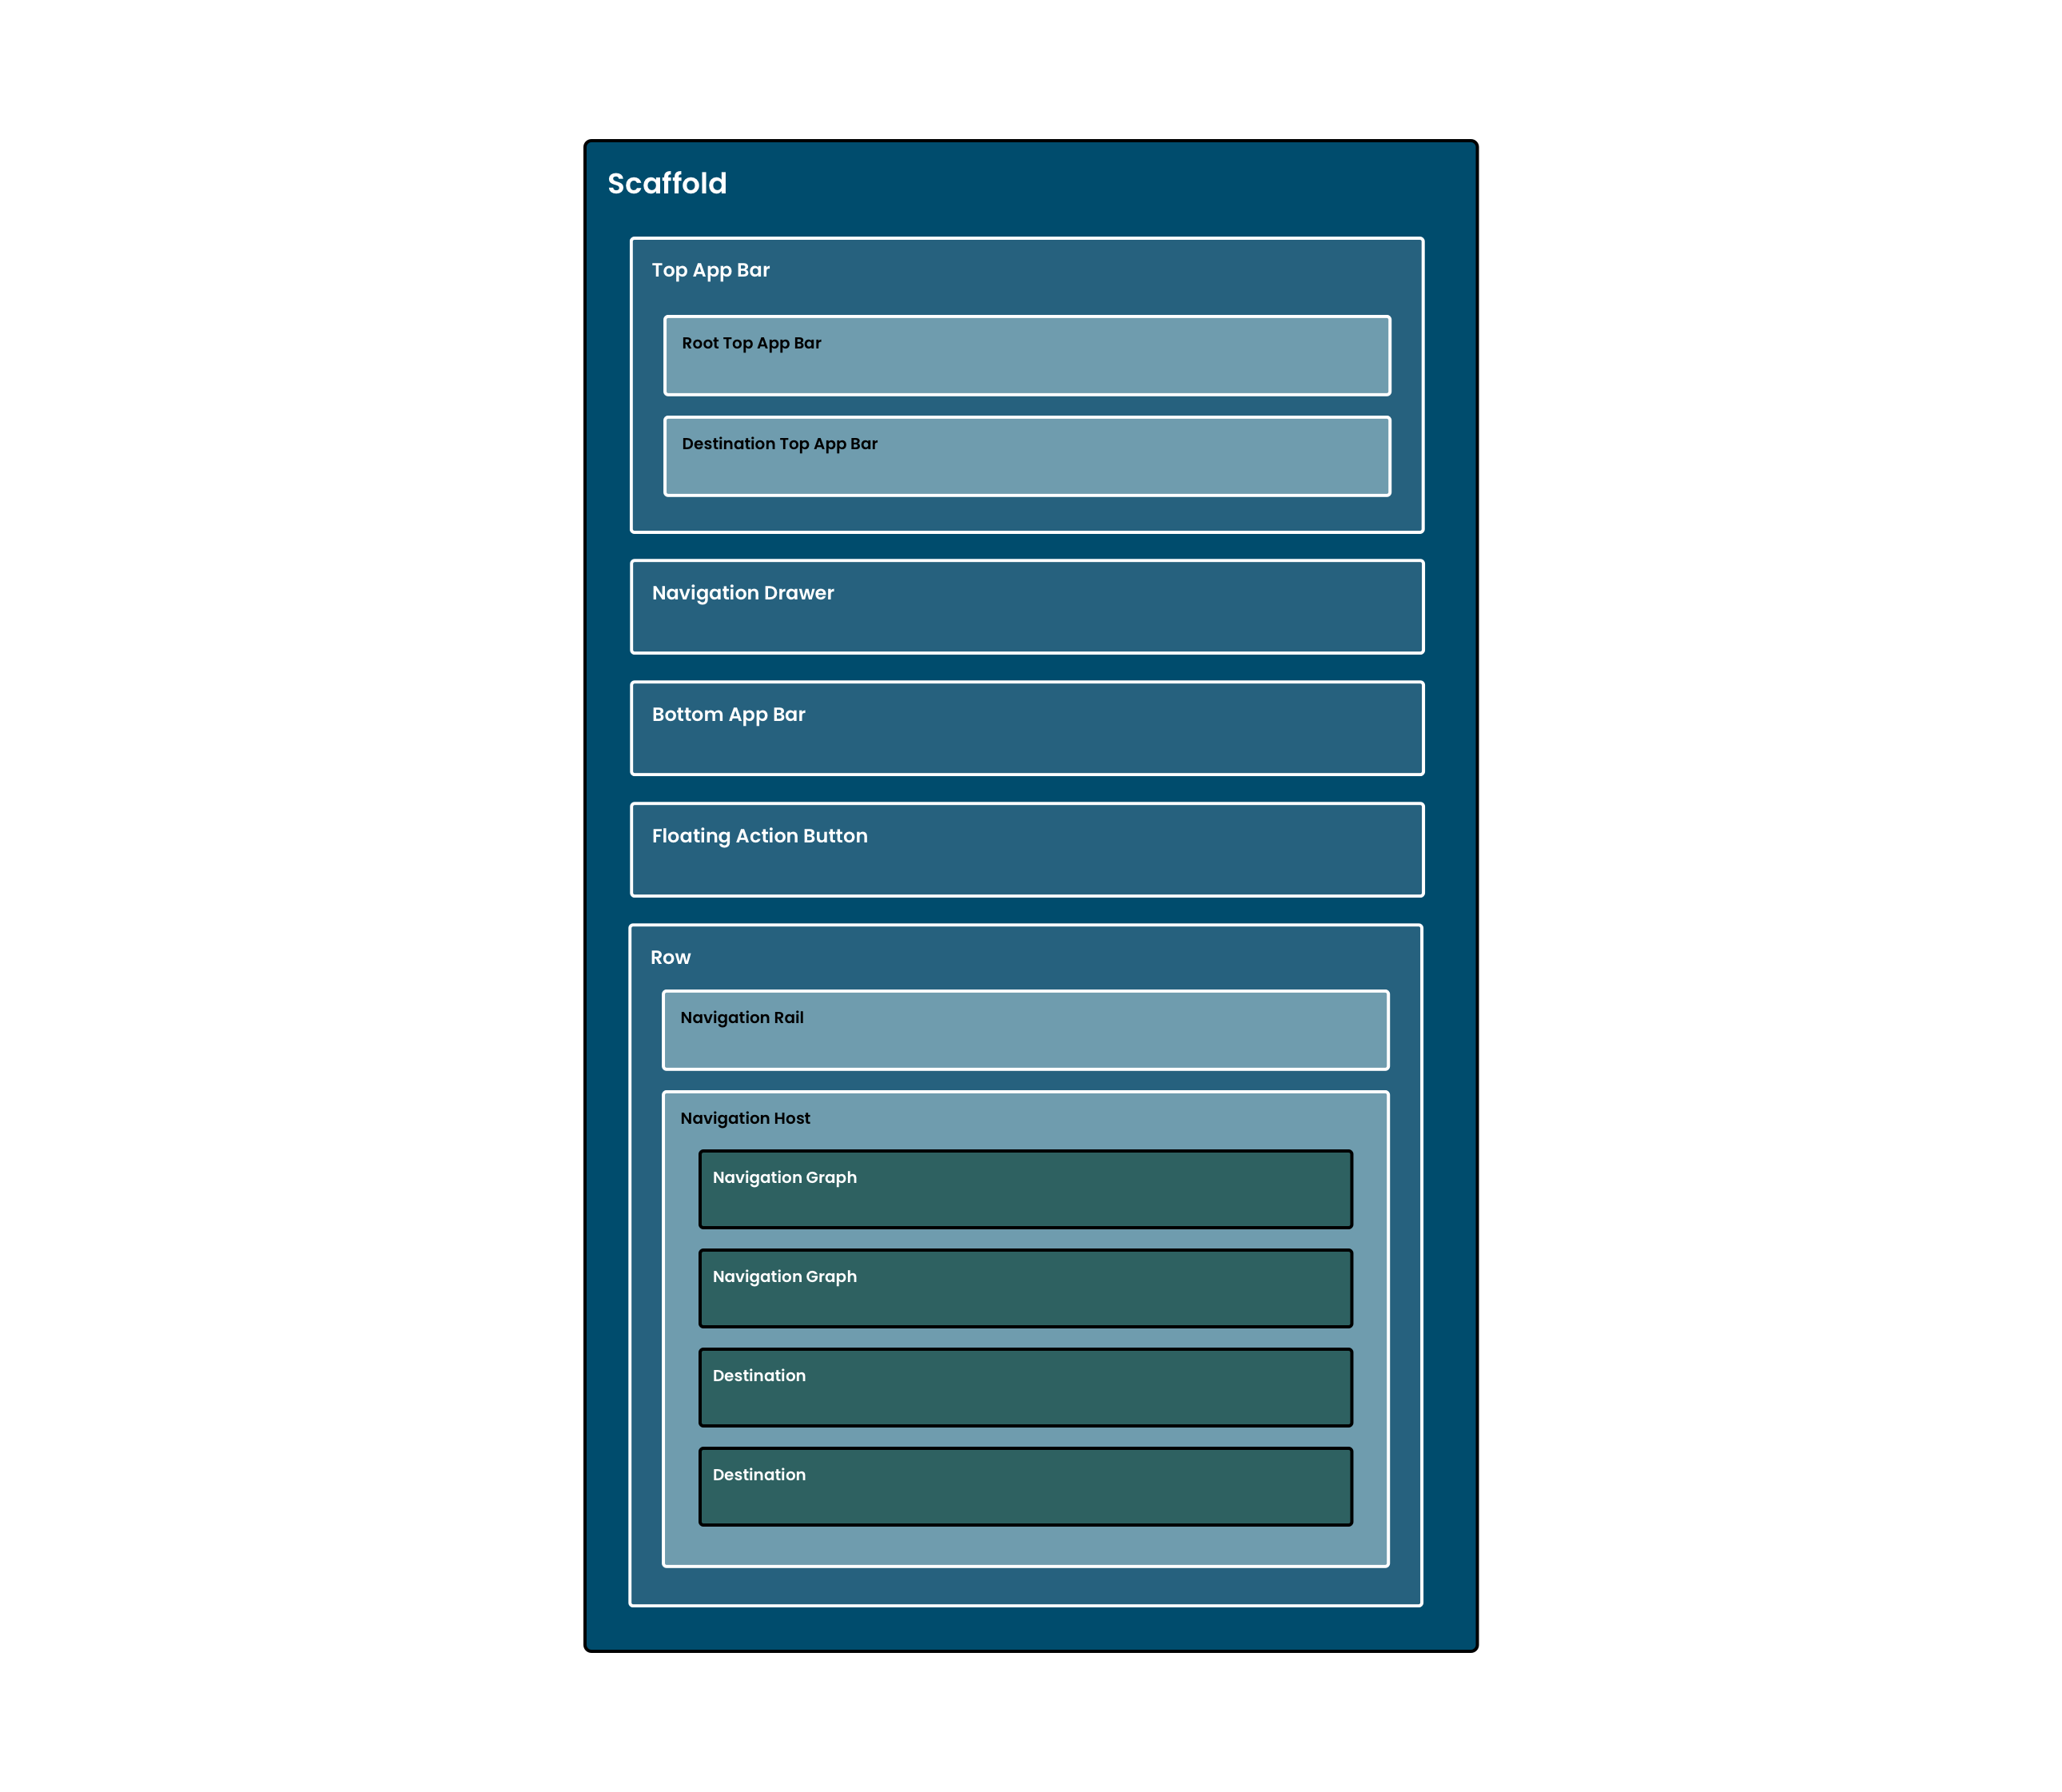 Scaffold
Top App Bar
Root Top App Bar
Destination Top App Bar
Navigation Drawer
Bottom App Bar
Floating Action Button
Row
Navigation Rail
Navigation Host
Navigation Graph
Navigation Graph
Destination
Destination